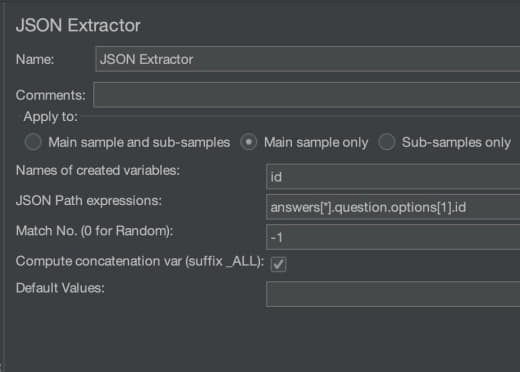 JSON Extractor
Name: JSON Extractor
Comments:
Apply to:
Main sample and sub-samples Main sample only Sub-samples only
Names of created variables: id
JSON Path expressions: answers[*].question.options[1].id
Match No. (0 for Random): -1
Compute concatenation var (suffix _ALL):
Default Values: